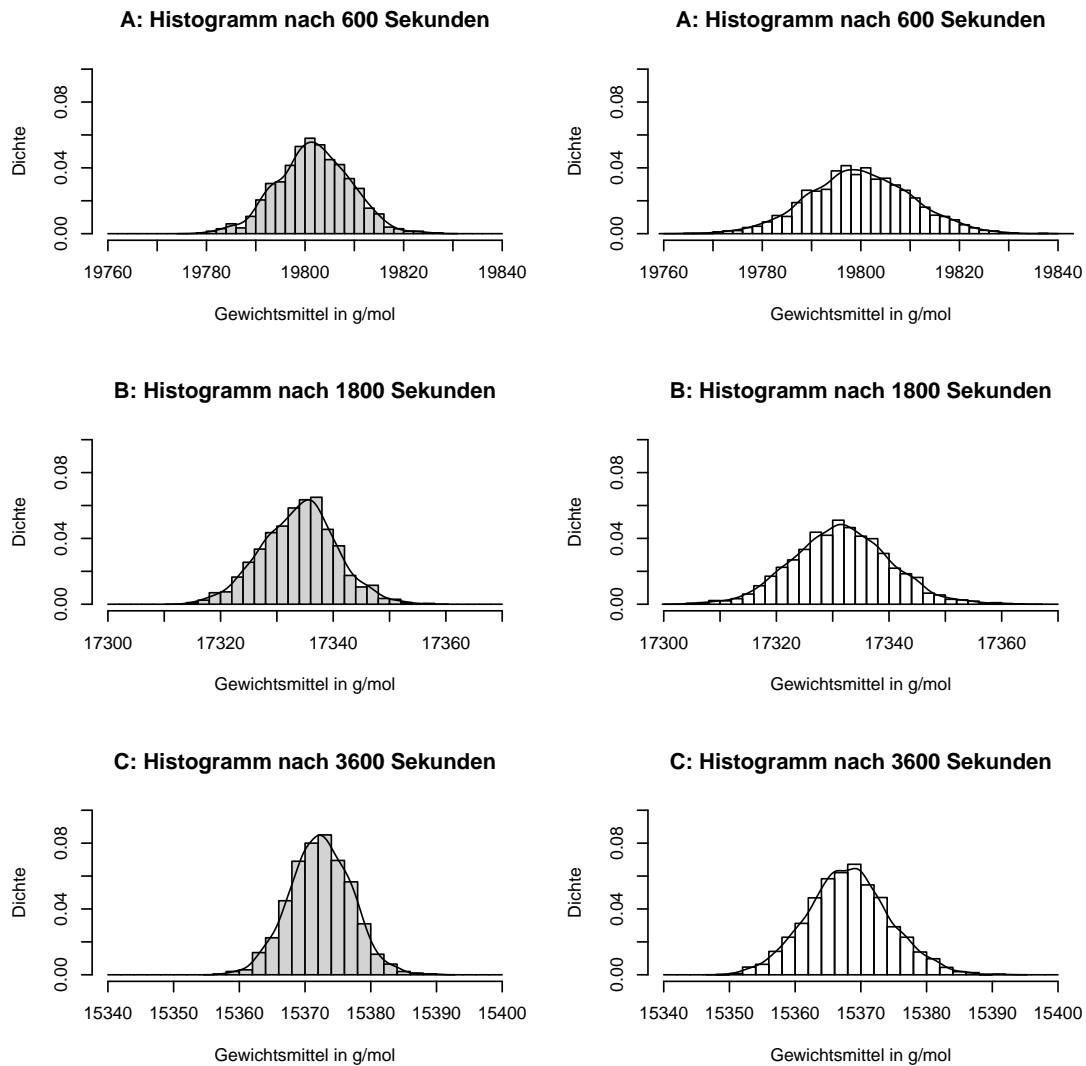 A: Histogramm nach 600 Sekunden
Dichte
0.00 0.04 0.08
19760 19780 19800 19820 19840
Gewichtsmittel in g/mol
A: Histogramm nach 600 Sekunden
Dichte
0.00 0.04 0.08
19760 19780 19800 19820 19840
Gewichtsmittel in g/mol
B: Histogramm nach 1800 Sekunden
Dichte
0.00 0.04 0.08
17300 17320 17340 17360
Gewichtsmittel in g/mol
B: Histogramm nach 1800 Sekunden
Dichte
0.00 0.04 0.08
17300 17320 17340 17360
Gewichtsmittel in g/mol
C: Histogramm nach 3600 Sekunden
Dichte
0.00 0.04 0.08
15340 15350 15360 15370 15380 15390 15400
Gewichtsmittel in g/mol
C: Histogramm nach 3600 Sekunden
Dichte
0.00 0.04 0.08
15340 15350 15360 15370 15380 15390 15400
Gewichtsmittel in g/mol